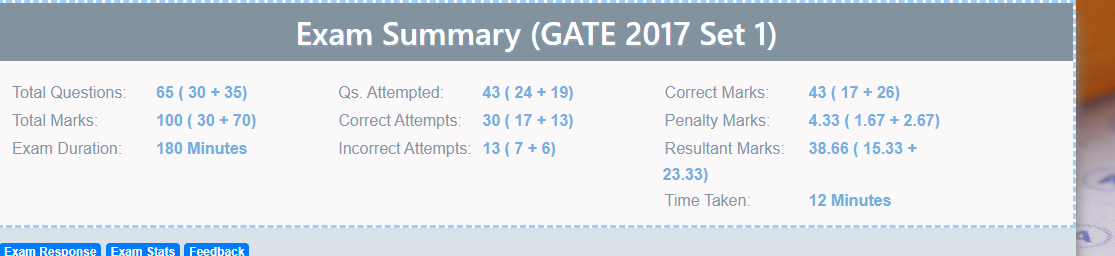 Exam Summary (GATE 2017 Set 1)
Total Questions: 65 ( 30 + 35) Qs. Attempted: 43 ( 24 + 19) Correct Marks: 43 ( 17 + 26)
Total Marks: 100 ( 30 + 70) Correct Attempts: 30 ( 17 + 13) Penalty Marks: 4.33 ( 1.67 + 2.67)
Exam Duration: 180 Minutes Incorrect Attempts: 13 ( 7 + 6) Resultant Marks: 38.66 ( 15.33 +
23.33)
Time Taken: 12 Minutes
Exam Response Exam Stats Feedback